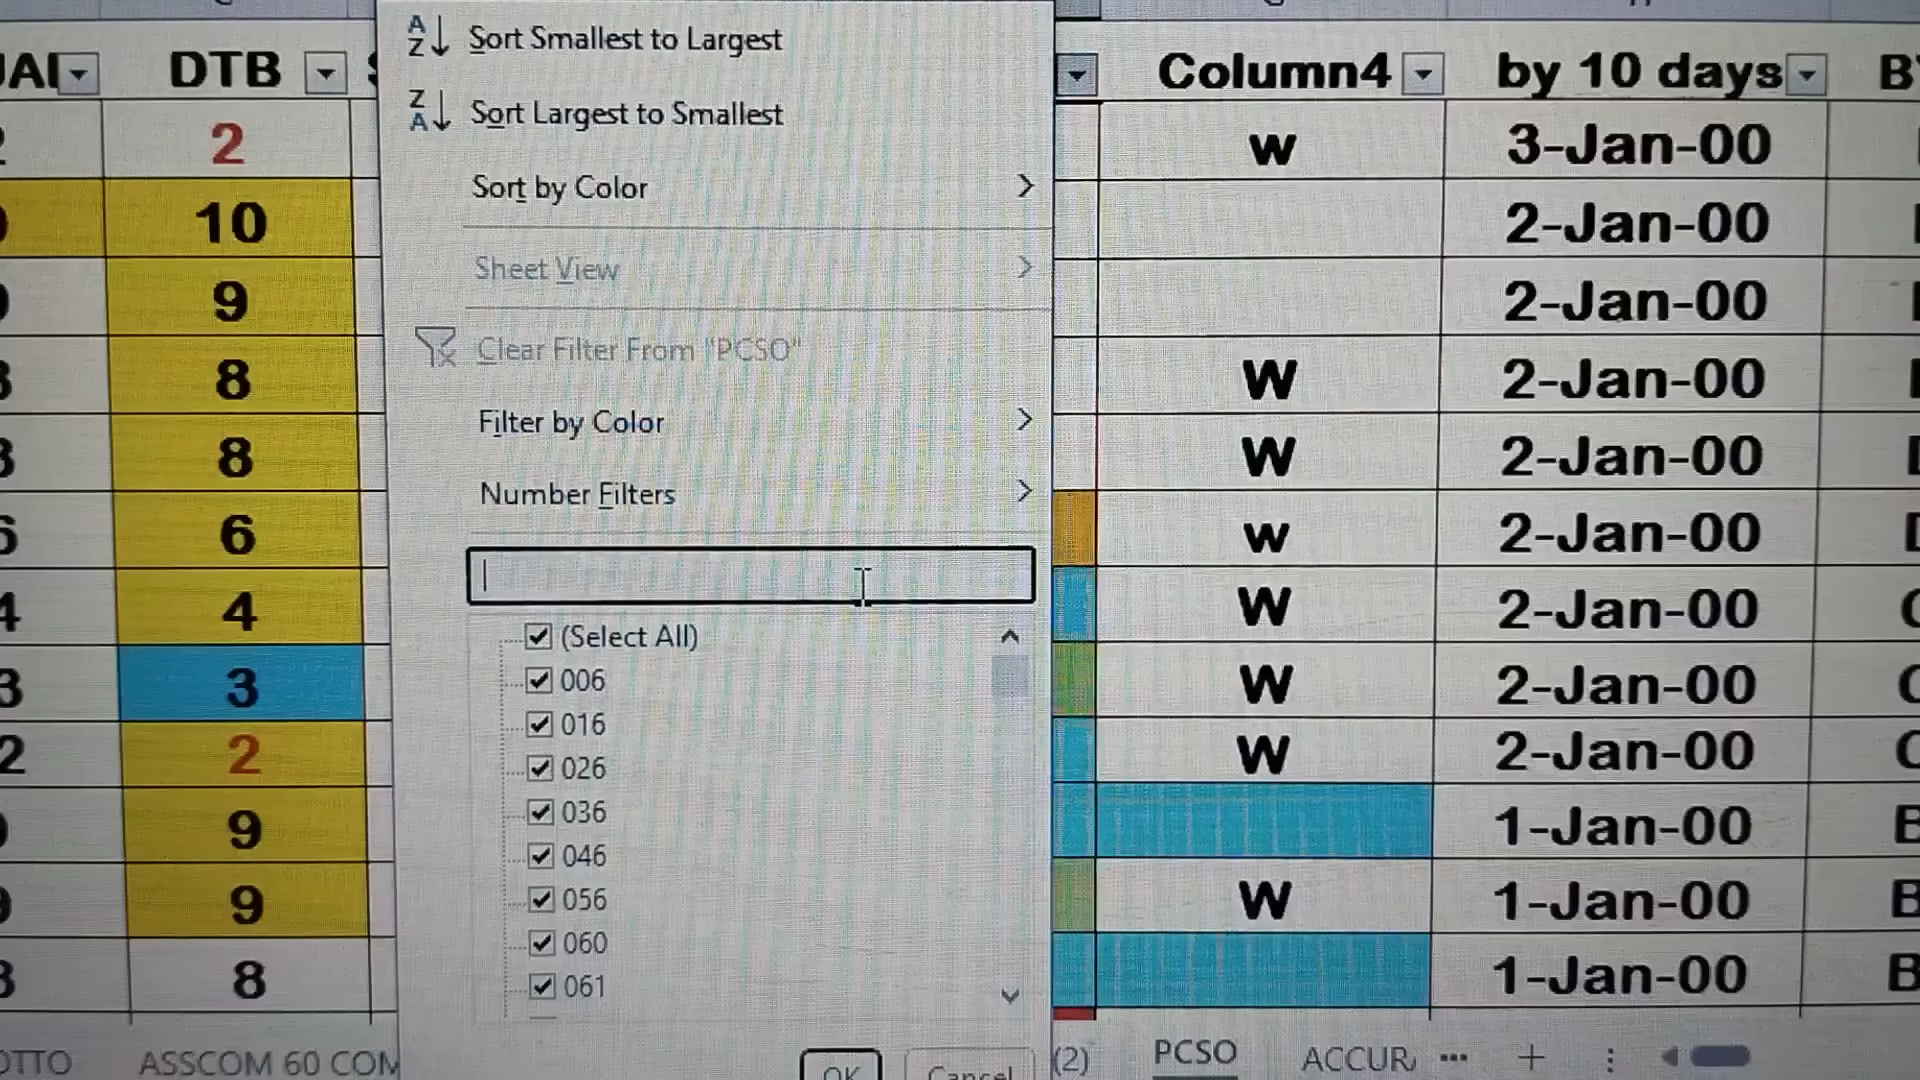 DTB
Column4
by 10 days
Sort Smallest to Largest
Sort Largest to Smallest
Sort by Color
Sheet View
Clear Filter From "PCSO"
Filter by Color
Number Filters
(Select All)
006
016
026
036
046
056
060
061
OK
Cancel
2
10
9
8
8
6
4
3
2
9
9
8
w 3-Jan-00
2-Jan-00
2-Jan-00
W 2-Jan-00
W 2-Jan-00
w 2-Jan-00
W 2-Jan-00
W 2-Jan-00
W 2-Jan-00
1-Jan-00
W 1-Jan-00
1-Jan-00
ASSCOM 60 COM
(2)
PCSO
ACCUR